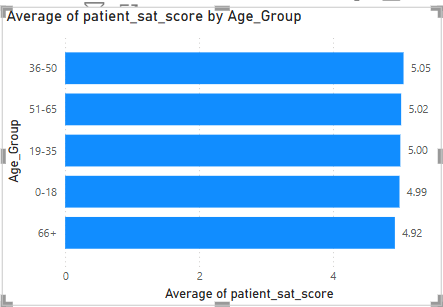 Average of patient_sat_score by Age_Group
36-50 5.05
51-65 5.02
19-35 5.00
0-18 4.99
66+ 4.92
Age_Group
0 2 4
Average of patient_sat_score